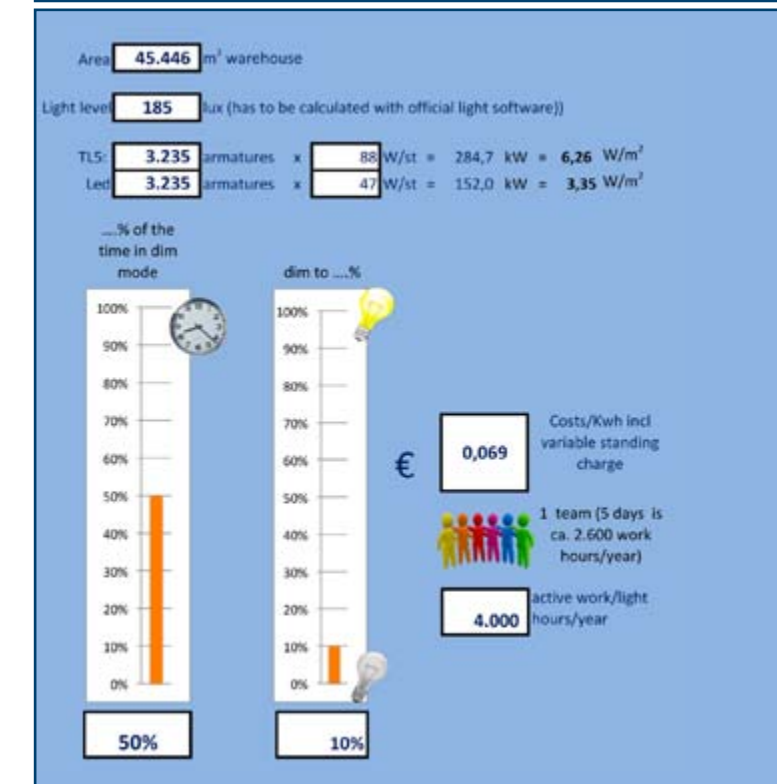 Area 45.446 m² warehouse
Light level 185 lux (has to be calculated with official light software))
TL5: 3.235 armatures x 88 W/st = 284,7 kW = 6,26 W/m²
Led 3.235 armatures x 47 W/st = 152,0 kW = 3,35 W/m²
....% of the
time in dim
mode
dim to ....%
100%
90%
80%
70%
60%
50%
40%
30%
20%
10%
0%
50%
100%
90%
80%
70%
60%
50%
40%
30%
20%
10%
0%
10%
€ 0,069
Costs/Kwh incl
variable standing
charge
1 team (5 days is
ca. 2.600 work
hours/year)
4.000
active work/light
hours/year